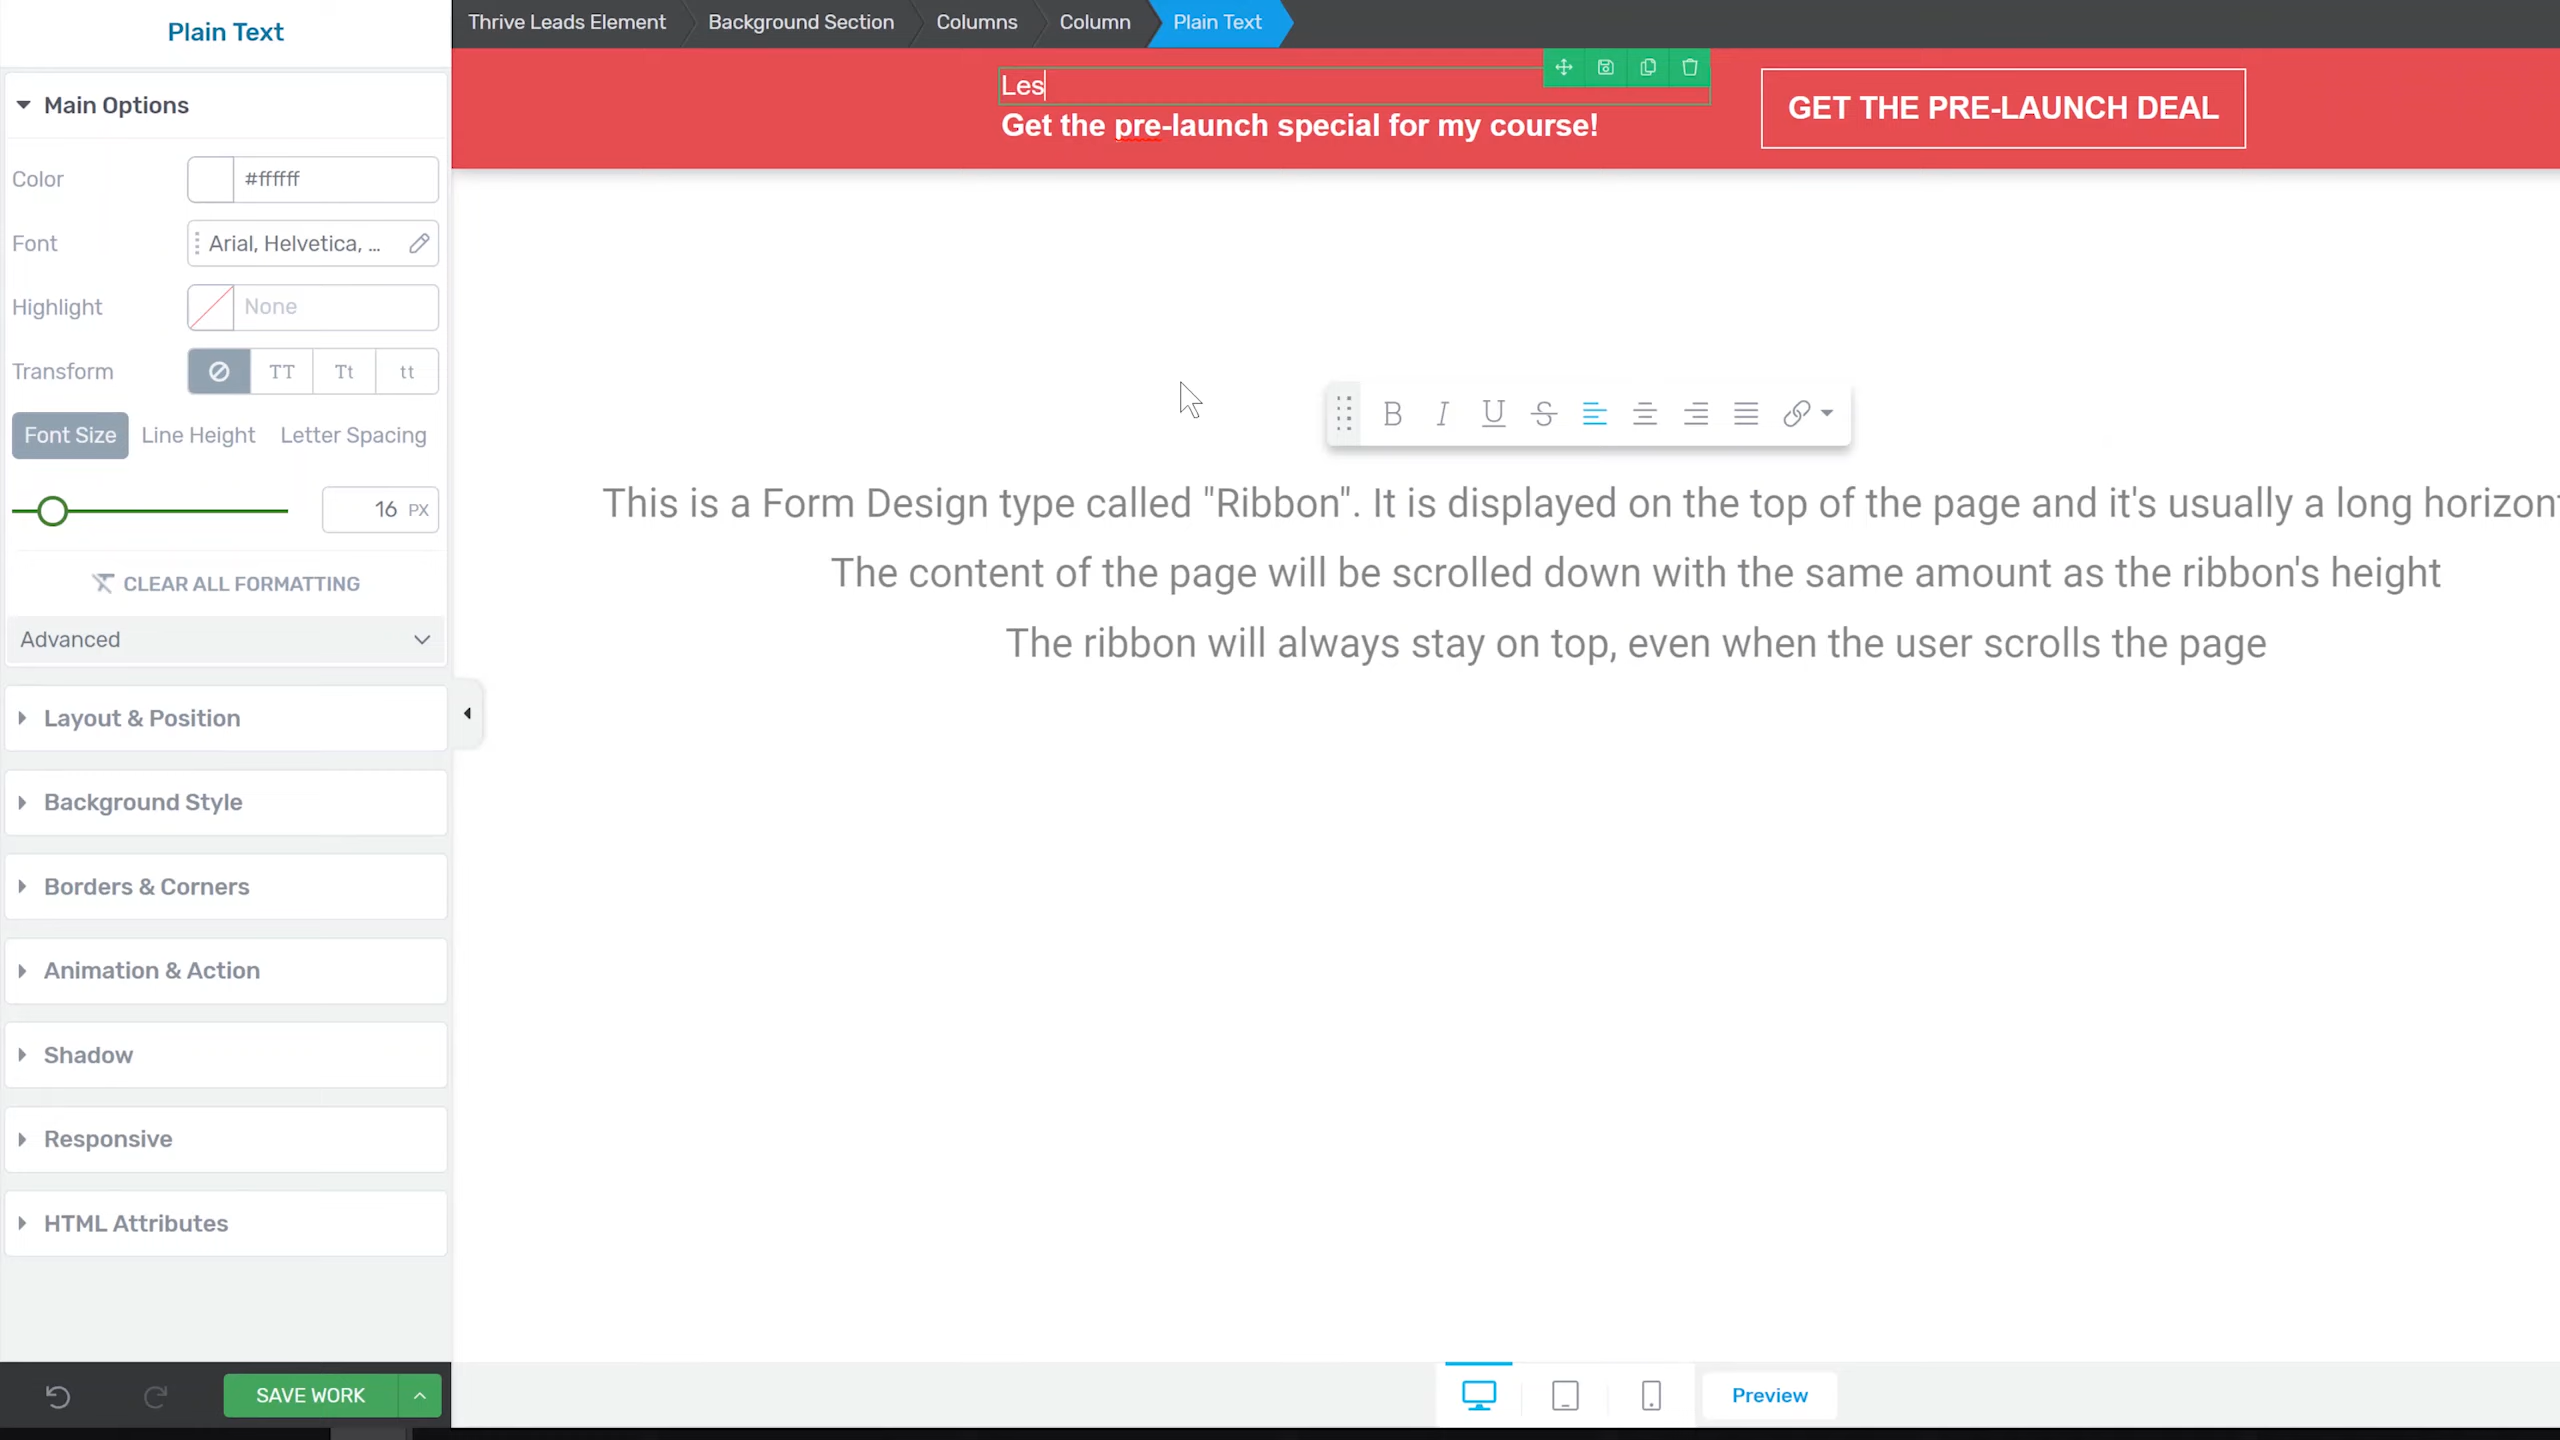 Plain Text
Thrive Leads Element
Background Section
Columns
Column
Plain Text
Main Options
Color
#ffffff
Font
Arial, Helvetica, ...
Highlight
None
Transform
TT
Tt
tt
Font Size
Line Height
Letter Spacing
16 PX
CLEAR ALL FORMATTING
Advanced
Layout & Position
Background Style
Borders & Corners
Animation & Action
Shadow
Responsive
HTML Attributes
SAVE WORK
Les
Get the pre-launch special for my course!
GET THE PRE-LAUNCH DEAL
B I U S
This is a Form Design type called "Ribbon". It is displayed on the top of the page and it's usually a long horizont
The content of the page will be scrolled down with the same amount as the ribbon's height
The ribbon will always stay on top, even when the user scrolls the page
Preview